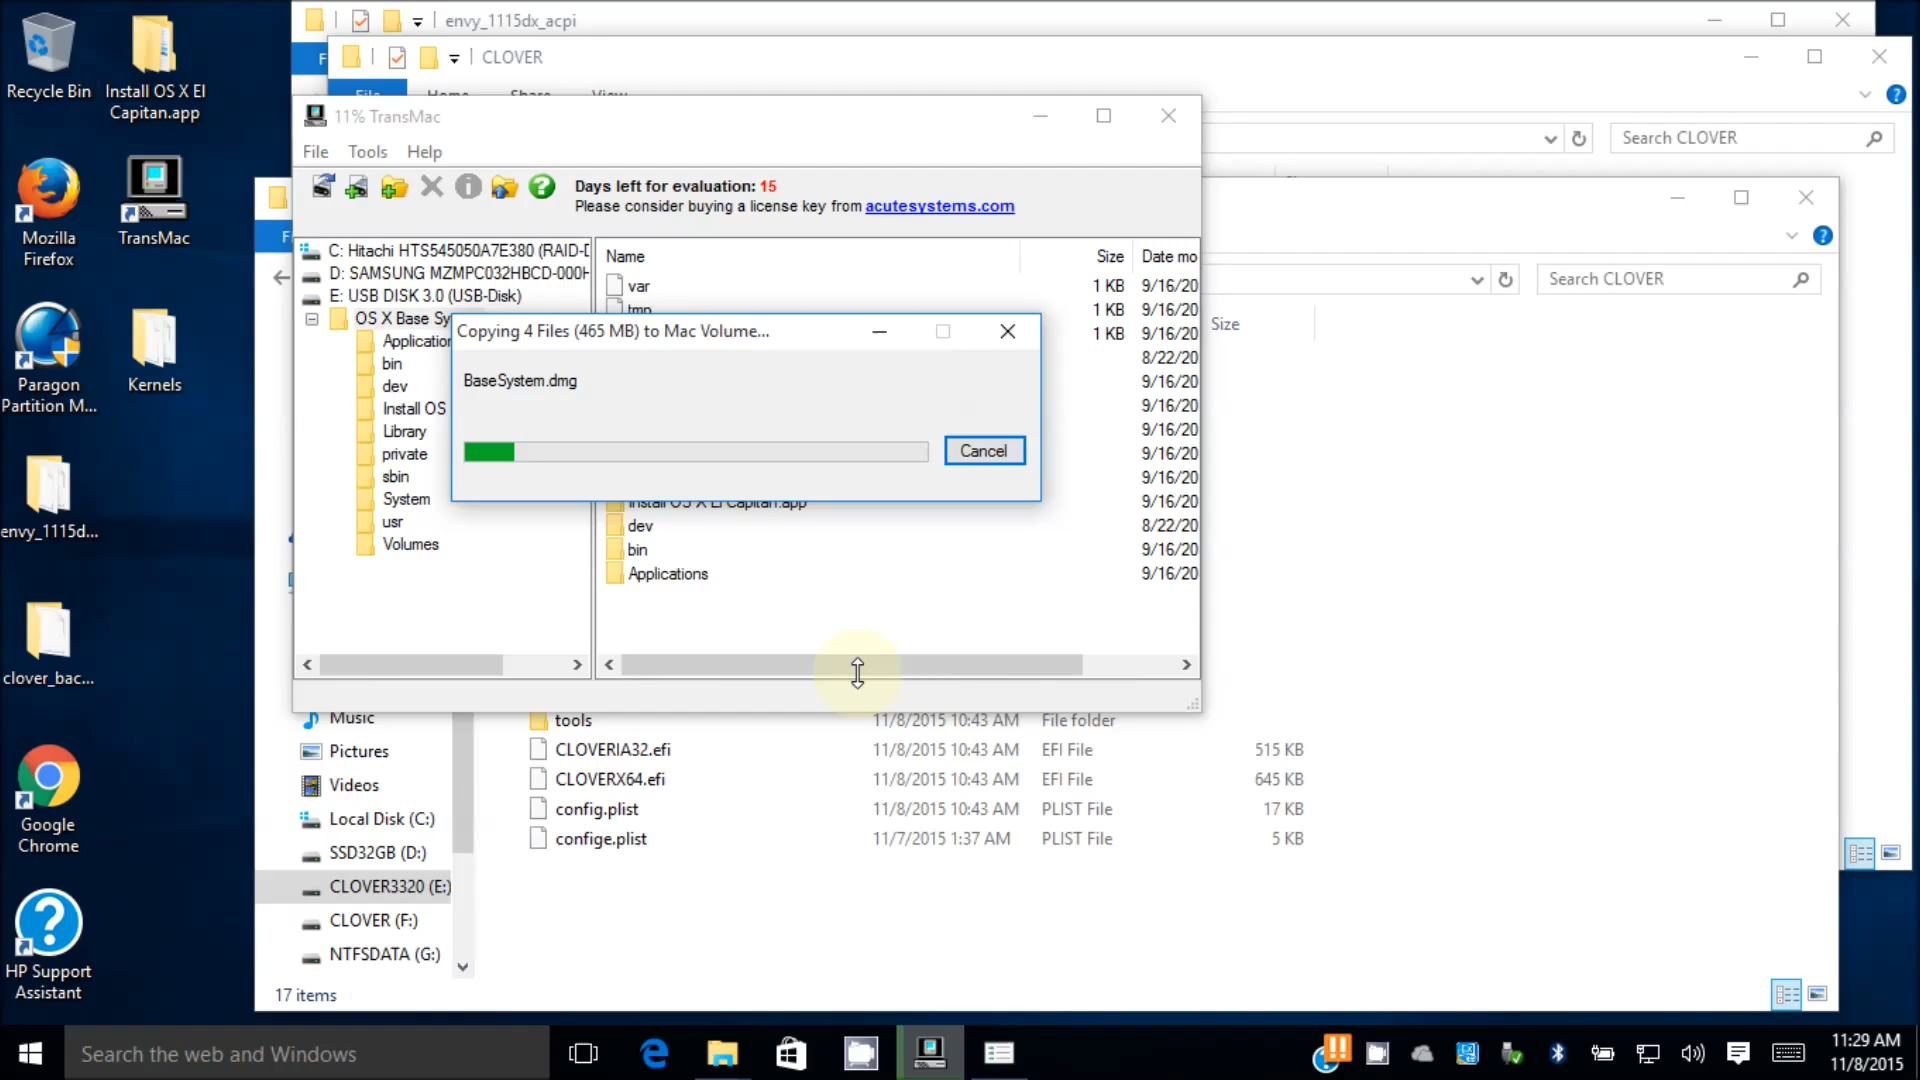 Recycle Bin
Install OS X El
Capitan.app
Mozilla
Firefox
TransMac
Paragon
Partition M...
Kernels
envy_1115d...
clover_bac...
Google
Chrome
HP Support
Assistant
envy_1115dx_acpi
CLOVER
File
Home
Share
View
Search CLOVER
11% TransMac
File Tools Help
Days left for evaluation: 15
Please consider buying a license key from acutesystems.com
C: Hitachi HTS545050A7E380 (RAID-D
D: SAMSUNG MZMPC032HBCD-000H
E: USB DISK 3.0 (USB-Disk)
OS X Base Sy
Application
bin
dev
Install OS
Library
private
sbin
System
usr
Volumes
Name Size Date mo
var 1 KB 9/16/20
tmp 1 KB 9/16/20
1 KB 9/16/20
8/22/20
9/16/20
9/16/20
9/16/20
9/16/20
9/16/20
Install OS X El Capitan.app 9/16/20
dev 8/22/20
bin 9/16/20
Applications 9/16/20
Copying 4 Files (465 MB) to Mac Volume...
BaseSystem.dmg
Cancel
Search CLOVER
Size
Music
Pictures
Videos
Local Disk (C:)
SSD32GB (D:)
CLOVER3320 (E:)
CLOVER (F:)
NTFSDATA (G:)
tools 11/8/2015 10:43 AM File folder
CLOVERIA32.efi 11/8/2015 10:43 AM EFI File 515 KB
CLOVERX64.efi 11/8/2015 10:43 AM EFI File 645 KB
config.plist 11/8/2015 10:43 AM PLIST File 17 KB
confige.plist 11/7/2015 1:37 AM PLIST File 5 KB
17 items
Search the web and Windows
11:29 AM
11/8/2015